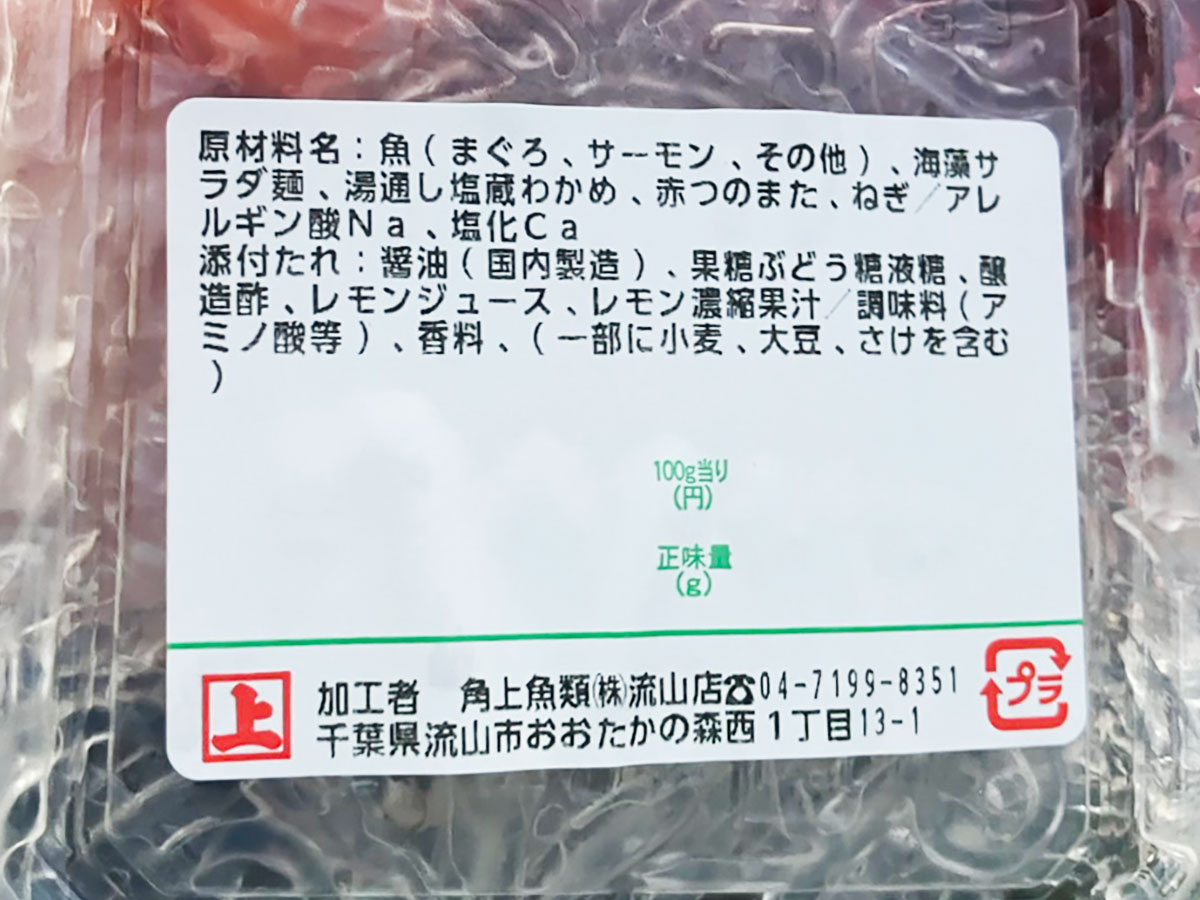 原材料名：魚（まぐろ、サーモン、その他）、海藻サ
ラダ麺、湯通し塩蔵わかめ、赤つのまた、ねぎ／アレ
ルギン酸Ｎａ、塩化Ｃａ
添付たれ：醤油（国内製造）、果糖ぶどう糖液糖、醸
造酢、レモンジュース、レモン濃縮果汁／調味料（ア
ミノ酸等）、香料、（一部に小麦、大豆、さけを含む
）
100g当り
(円)
正味量
(g)
上
加工者　角上魚類㈱流山店☎04-7199-8351
千葉県流山市おおたかの森西１丁目13-1
プラ